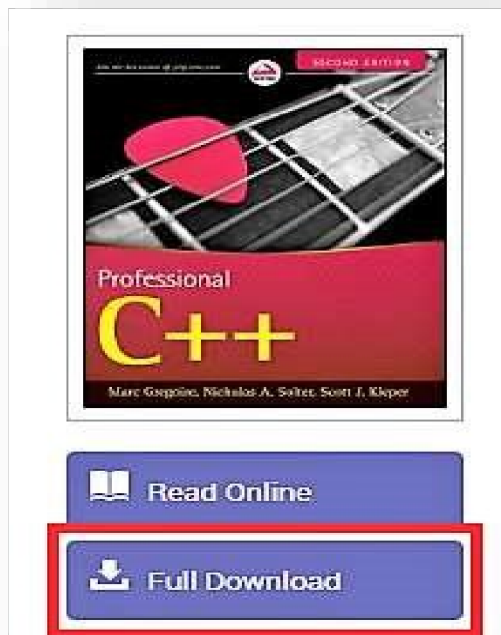 SECOND EDITION
Professional
C++
Marc Gregoire, Nicholas A. Solter, Scott J. Kleper
Read Online
Full Download